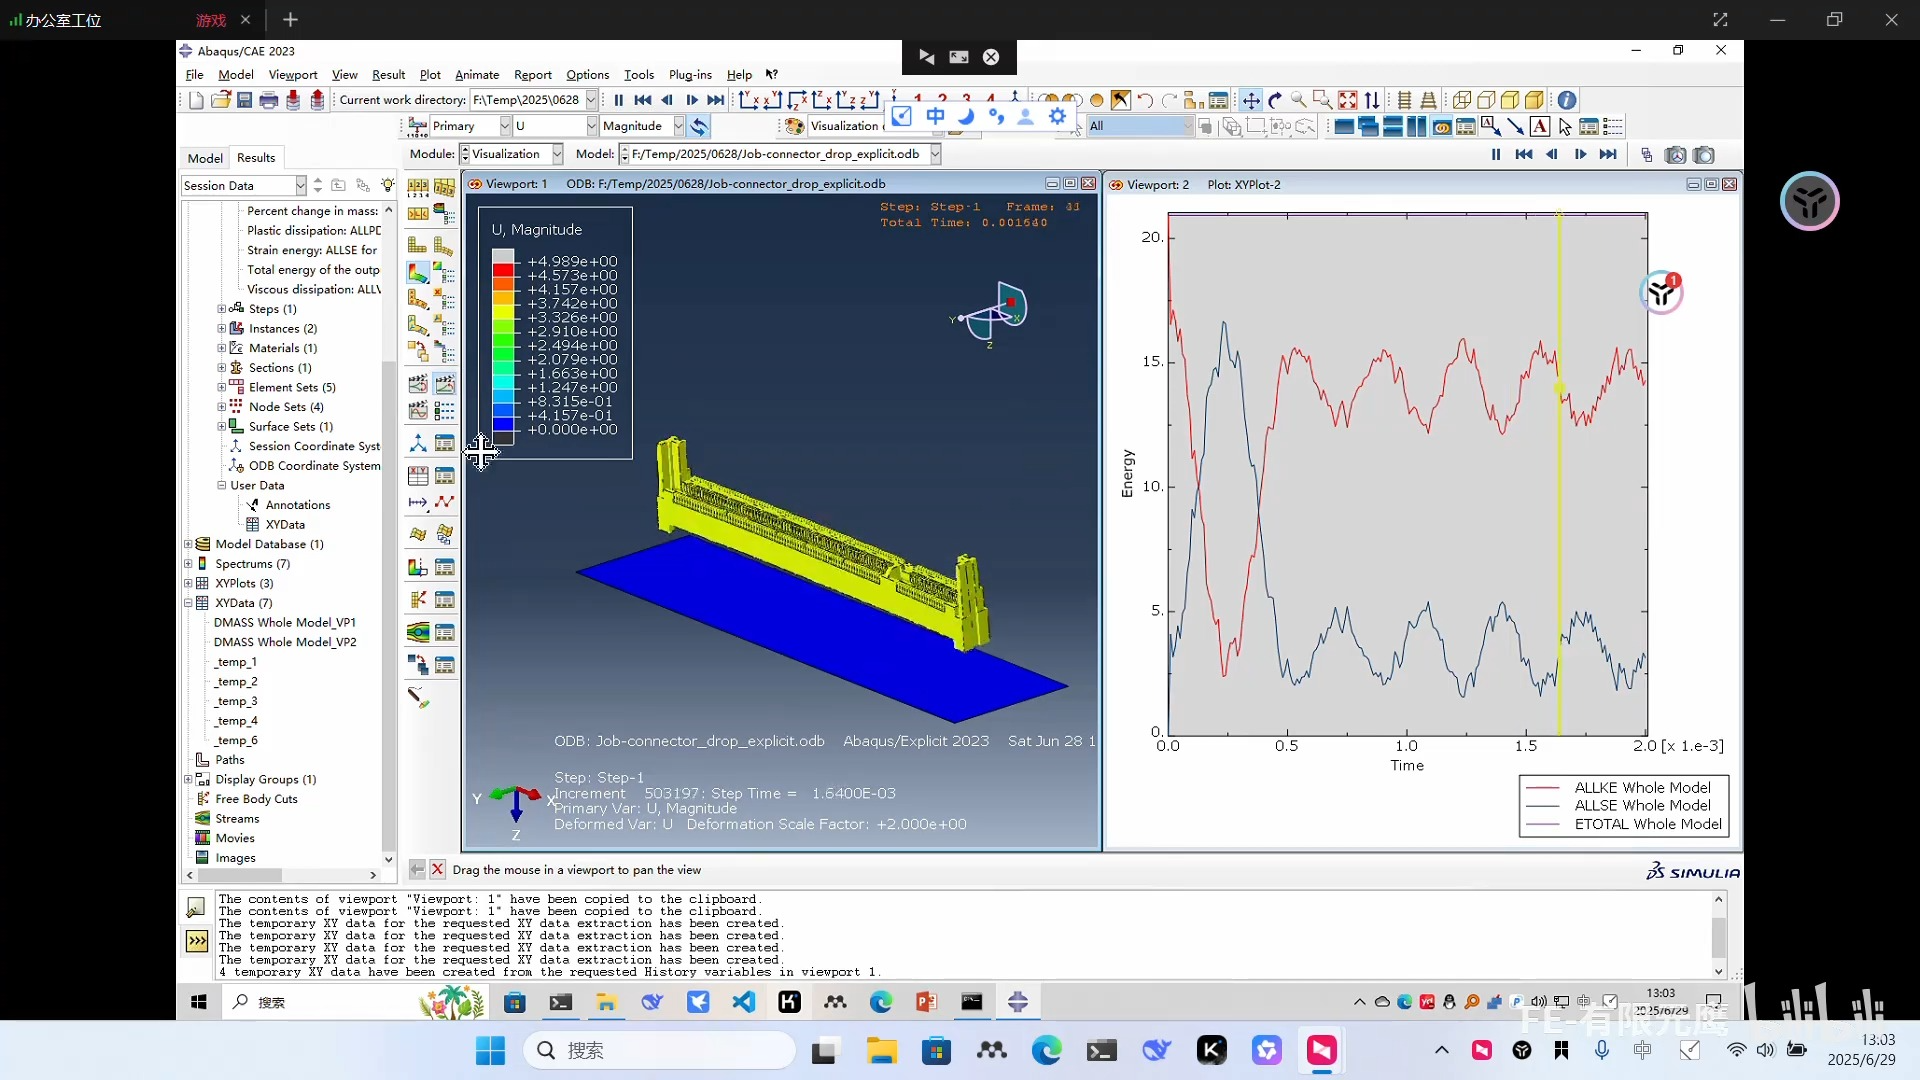 办公室工位
游戏
Abaqus/CAE 2023
File Model Viewport View Result Plot Animate Report Options Tools Plug-ins Help
Current work directory: F:\Temp\2025\0628
Primary U Magnitude
Visualization
中
All
Module: Visualization Model: F:/Temp/2025/0628/Job-connector_drop_explicit.odb
Model Results
Session Data
Percent change in mass:
Plastic dissipation: ALLPD
Strain energy: ALLSE for
Total energy of the outp
Viscous dissipation: ALLV
Steps (1)
Instances (2)
Materials (1)
Sections (1)
Element Sets (5)
Node Sets (4)
Surface Sets (1)
Session Coordinate Syst
ODB Coordinate System
User Data
Annotations
XYData
Model Database (1)
Spectrums (7)
XYPlots (3)
XYData (7)
DMASS Whole Model_VP1
DMASS Whole Model_VP2
_temp_1
_temp_2
_temp_3
_temp_4
_temp_6
Paths
Display Groups (1)
Free Body Cuts
Streams
Movies
Images
Viewport: 1 ODB: F:/Temp/2025/0628/Job-connector_drop_explicit.odb
Step: Step-1 Frame: 41
Total Time: 0.001640
U, Magnitude
+4.989e+00
+4.573e+00
+4.157e+00
+3.742e+00
+3.326e+00
+2.910e+00
+2.494e+00
+2.079e+00
+1.663e+00
+1.247e+00
+8.315e-01
+4.157e-01
+0.000e+00
Y X
Z
ODB: Job-connector_drop_explicit.odb Abaqus/Explicit 2023 Sat Jun 28 1
Step: Step-1
Increment 503197: Step Time = 1.6400E-03
Primary Var: U, Magnitude
Deformed Var: U Deformation Scale Factor: +2.000e+00
Y X
Z
Viewport: 2 Plot: XYPlot-2
20.
15.
10.
5.
0.
Energy
0.0 0.5 1.0 1.5 2.0 [x 1.e-3]
Time
ALLKE Whole Model
ALLSE Whole Model
ETOTAL Whole Model
1
Drag the mouse in a viewport to pan the view
SIMULIA
The contents of viewport "Viewport: 1" have been copied to the clipboard.
The contents of viewport "Viewport: 1" have been copied to the clipboard.
The temporary XY data for the requested XY data extraction has been created.
The temporary XY data for the requested XY data extraction has been created.
The temporary XY data for the requested XY data extraction has been created.
The temporary XY data for the requested XY data extraction has been created.
4 temporary XY data have been created from the requested History variables in viewport 1.
搜索
中
13:03
2025/6/29
FE-有限元鹰
搜索
中
13:03
2025/6/29